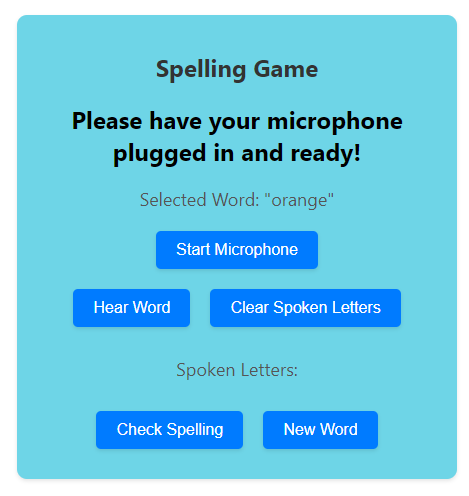 Spelling Game
Please have your microphone
plugged in and ready!
Selected Word: "orange"
Start Microphone
Hear Word
Clear Spoken Letters
Spoken Letters:
Check Spelling
New Word